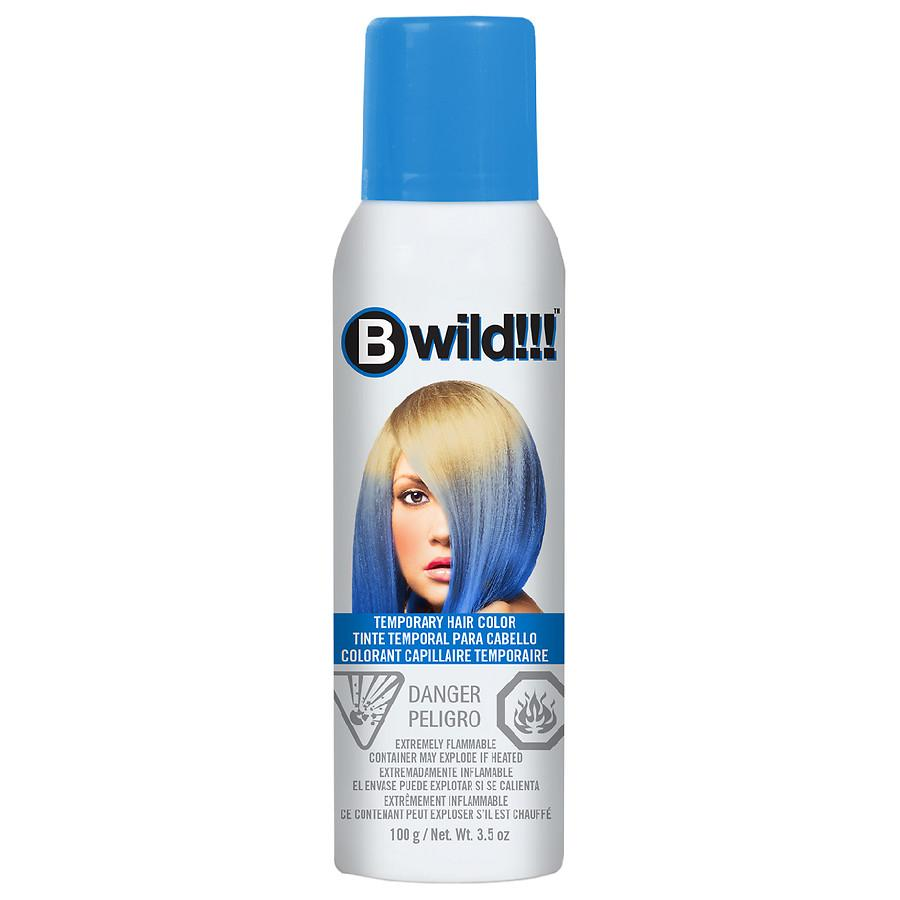 B wild!!!™
TEMPORARY HAIR COLOR
TINTE TEMPORAL PARA CABELLO
COLORANT CAPILLAIRE TEMPORAIRE
DANGER
PELIGRO
EXTREMELY FLAMMABLE
CONTAINER MAY EXPLODE IF HEATED
EXTREMADAMENTE INFLAMABLE
EL ENVASE PUEDE EXPLOTAR SI SE CALIENTA
EXTRÊMEMENT INFLAMMABLE
CE CONTENANT PEUT EXPLOSER S'IL EST CHAUFFÉ
100 g / Net. Wt. 3.5 oz